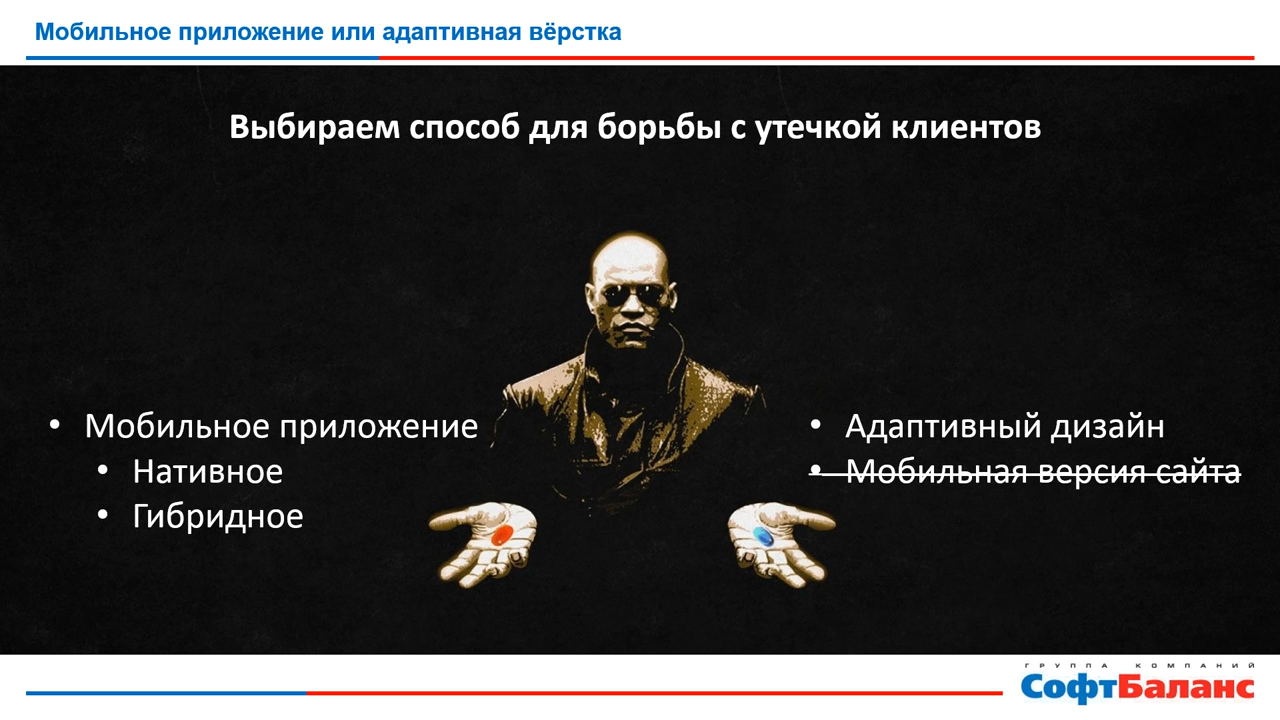 Мобильное приложение или адаптивная вёрстка
Выбираем способ для борьбы с утечкой клиентов
• Мобильное приложение
• Нативное
• Гибридное
• Адаптивный дизайн
• Мобильная версия сайта
ГРУППА КОМПАНИЙ
СофтБаланс